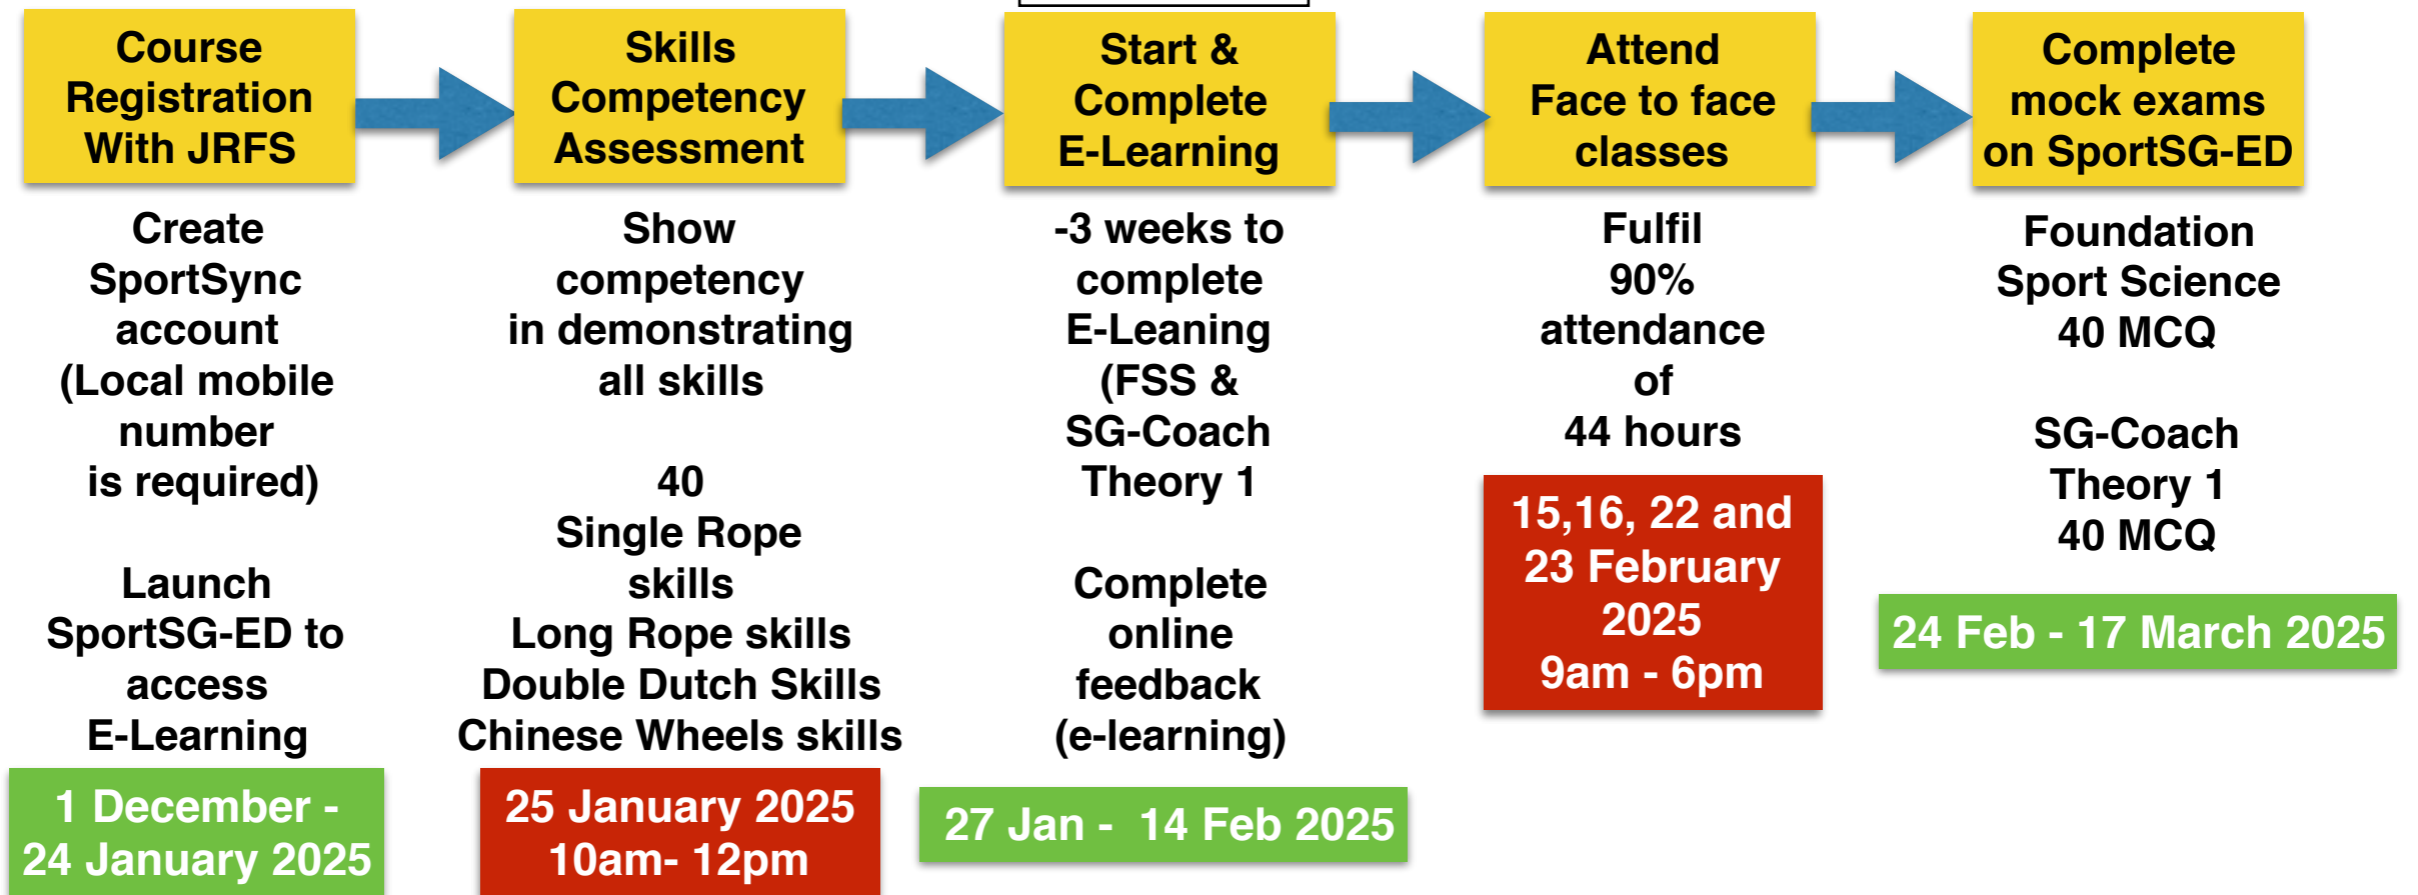 Course
Registration
With JRFS
Skills
Competency
Assessment
Start &
Complete
E-Learning
Attend
Face to face
classes
Complete
mock exams
on SportSG-ED
Create
SportSync
account
(Local mobile
number
is required)
Launch
SportSG-ED to
access
E-Learning
1 December -
24 January 2025
Show
competency
in demonstrating
all skills
40
Single Rope
skills
Long Rope skills
Double Dutch Skills
Chinese Wheels skills
25 January 2025
10am- 12pm
-3 weeks to
complete
E-Leaning
(FSS &
SG-Coach
Theory 1
Complete
online
feedback
(e-learning)
27 Jan - 14 Feb 2025
Fulfil
90%
attendance
of
44 hours
15,16, 22 and
23 February
2025
9am - 6pm
Foundation
Sport Science
40 MCQ
SG-Coach
Theory 1
40 MCQ
24 Feb - 17 March 2025